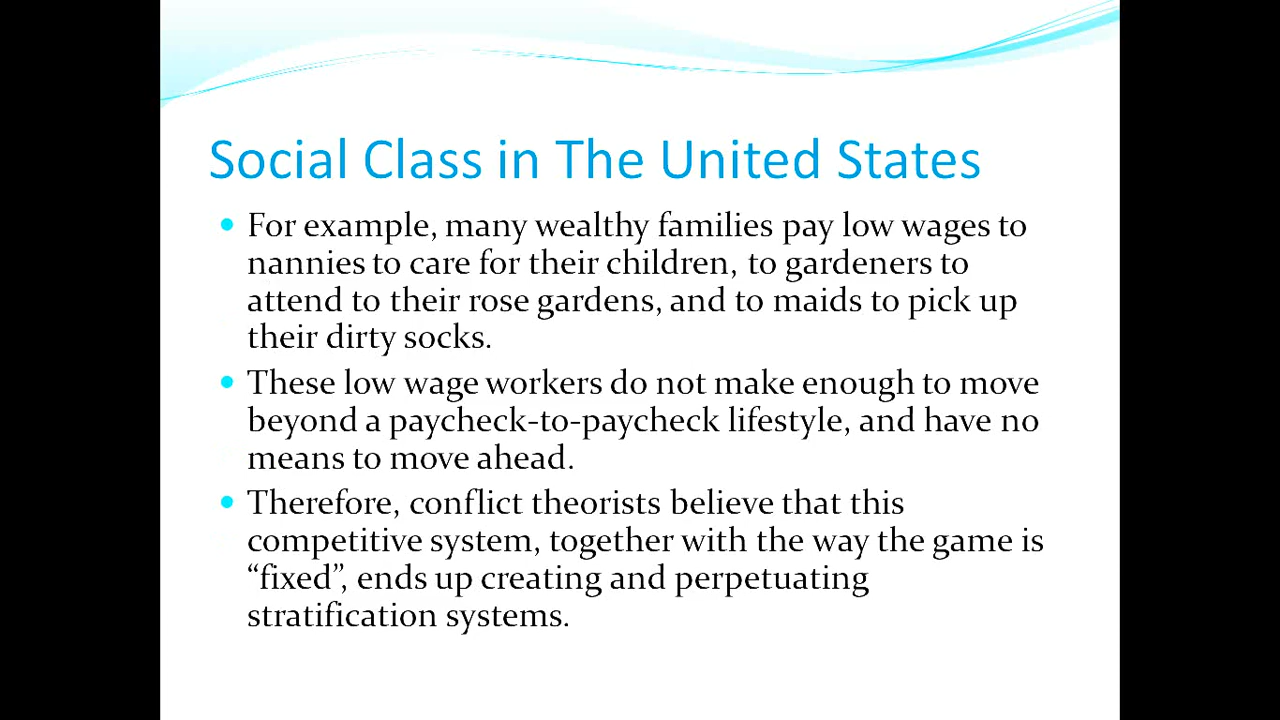 Social Class in The United States
• For example, many wealthy families pay low wages to
nannies to care for their children, to gardeners to
attend to their rose gardens, and to maids to pick up
their dirty socks.
• These low wage workers do not make enough to move
beyond a paycheck-to-paycheck lifestyle, and have no
means to move ahead.
• Therefore, conflict theorists believe that this
competitive system, together with the way the game is
“fixed”, ends up creating and perpetuating
stratification systems.